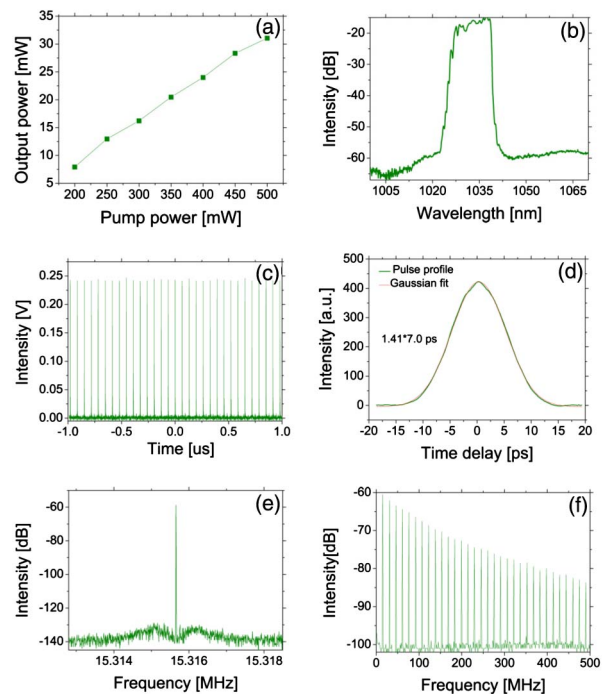 (a)
Output power [mW]
35
30
25
20
15
10
5
200 250 300 350 400 450 500
Pump power [mW]
(b)
Intensity [dB]
-20
-30
-40
-50
-60
1005 1020 1035 1050 1065
Wavelength [nm]
(c)
Intensity [V]
0.25
0.20
0.15
0.10
0.05
0.00
-1.0 -0.5 0.0 0.5 1.0
Time [us]
(d)
Pulse profile
Gaussian fit
1.41*7.0 ps
Intensity [a.u.]
500
400
300
200
100
0
-20 -15 -10 -5 0 5 10 15 20
Time delay [ps]
(e)
Intensity [dB]
-60
-80
-100
-120
-140
15.314 15.316 15.318
Frequency [MHz]
(f)
Intensity[dB]
-60
-70
-80
-90
-100
0 100 200 300 400 500
Frequency [MHz]